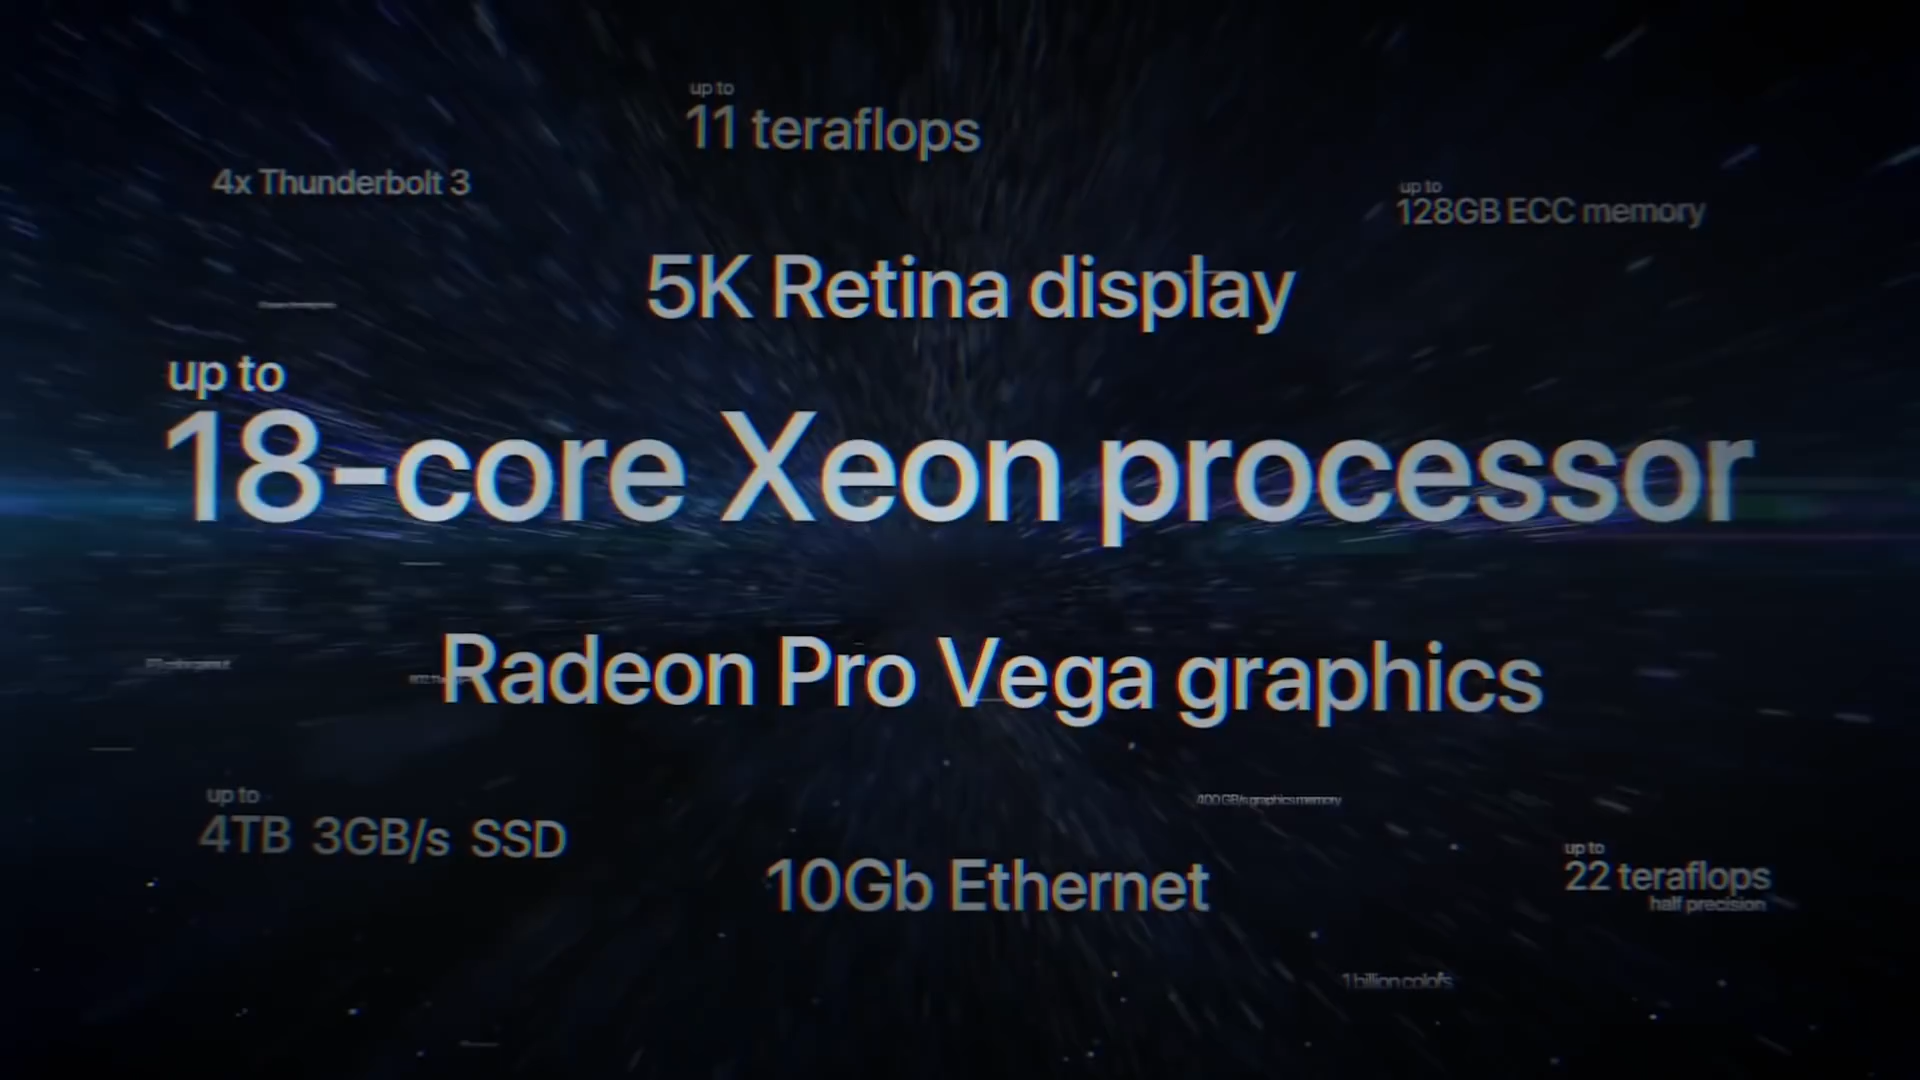 up to
11 teraflops
4x Thunderbolt 3
up to
128GB ECC memory
5K Retina display
up to
18-core Xeon processor
Radeon Pro Vega graphics
up to
4TB 3GB/s SSD
400 GB/s graphics memory
10Gb Ethernet
up to
22 teraflops
half precision
1 billion colors